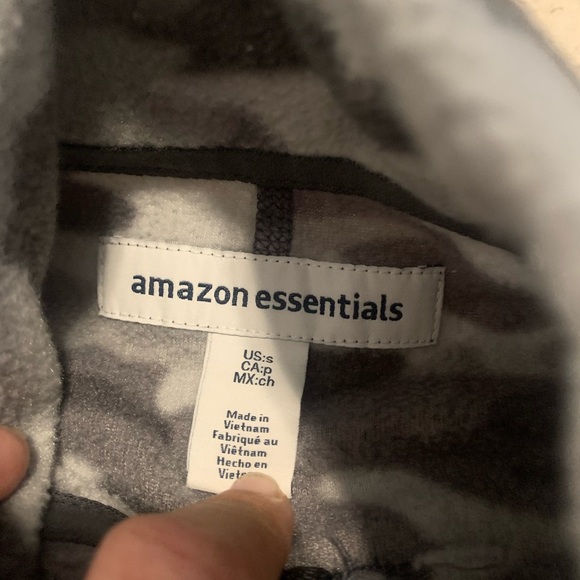 amazon essentials
US:s
CA:p
MX:ch
Made in
Vietnam
Fabriqué au
Viêtnam
Hecho en